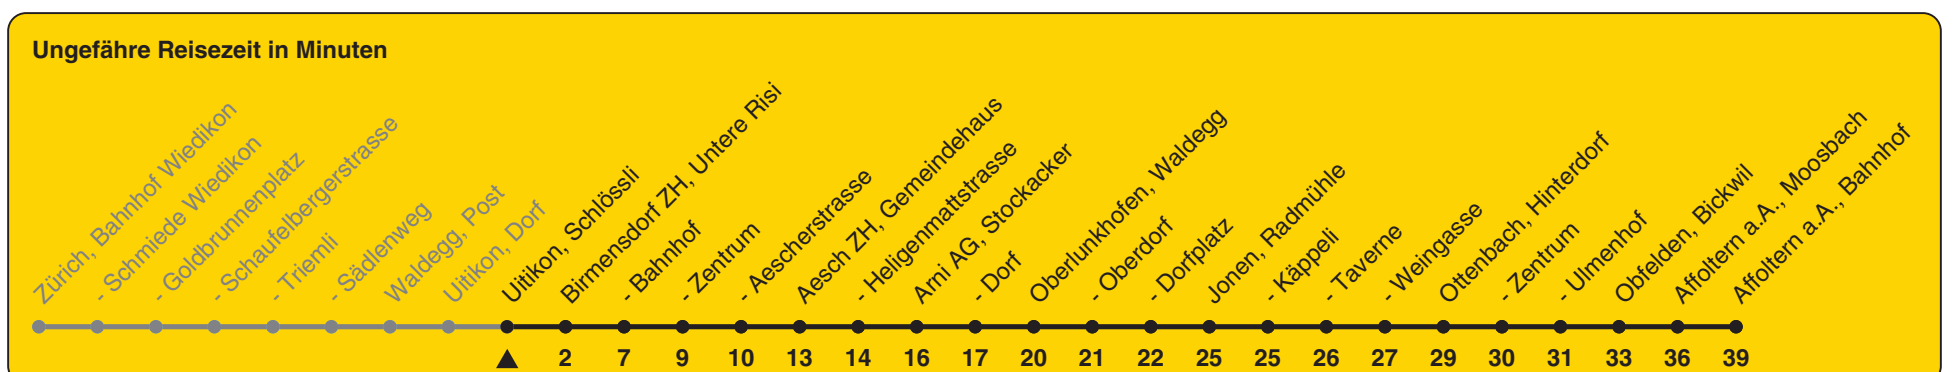 Ungefähre Reisezeit in Minuten
Zürich, Bahnhof Wiedikon
- Schmiede Wiedikon
- Goldbrunnenplatz
- Schaufelbergerstrasse
- Triemli
- Sädlenweg
Waldegg, Post
Uitikon, Dorf
Uitikon, Schlössli
Birmensdorf ZH, Untere Risi
- Bahnhof
- Zentrum
- Aescherstrasse
Aesch ZH, Gemeindehaus
- Heligenmattstrasse
Arni AG, Stockacker
- Dorf
Oberlunkhofen, Waldegg
- Oberdorf
- Dorfplatz
Jonen, Radmühle
- Käppeli
- Taverne
- Weingasse
Ottenbach, Hinterdorf
- Zentrum
- Ulmenhof
Obfelden, Bickwil
Affoltern a.A., Moosbach
Affoltern a.A., Bahnhof
2 7 9 10 13 14 16 17 20 21 22 25 25 26 27 29 30 31 33 36 39